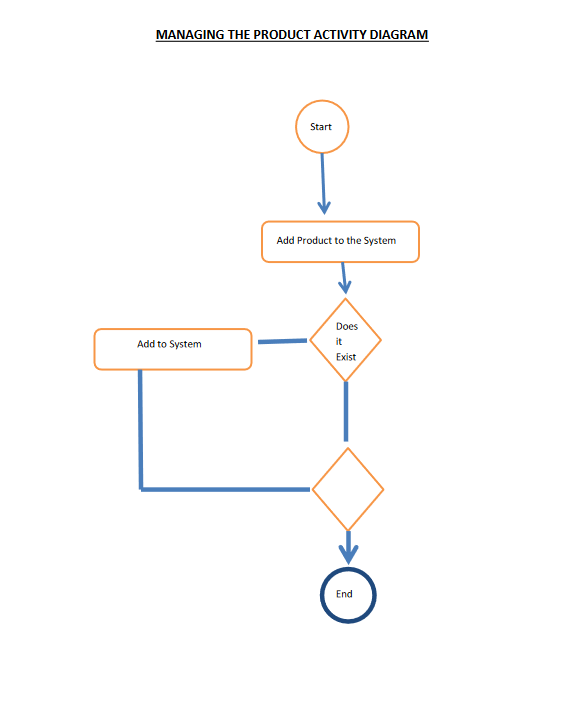 MANAGING THE PRODUCT ACTIVITY DIAGRAM
Start
Add Product to the System
Does
it
Exist
Add to System
End